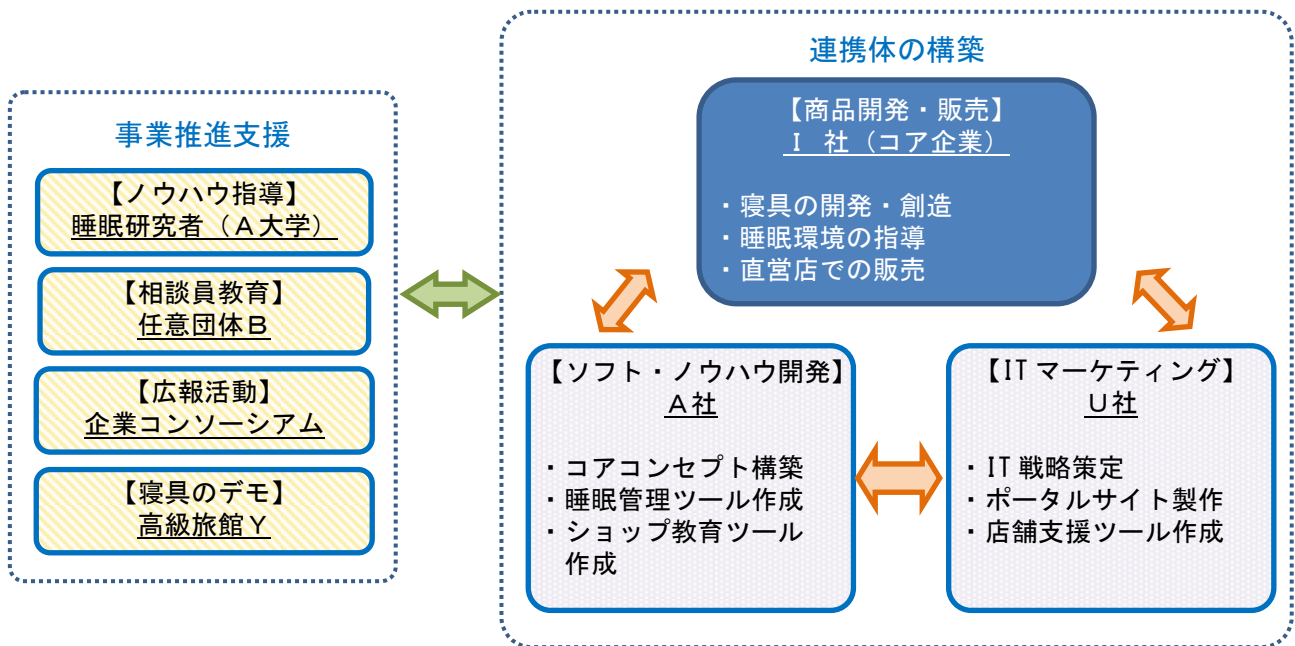 事業推進支援
【ノウハウ指導】
睡眠研究者（A大学）
【相談員教育】
任意団体B
【広報活動】
企業コンソーシアム
【寝具のデモ】
高級旅館Y
連携体の構築
【商品開発・販売】
I 社（コア企業）
・寝具の開発・創造
・睡眠環境の指導
・直営店での販売
【ソフト・ノウハウ開発】
A社
・コアコンセプト構築
・睡眠管理ツール作成
・ショップ教育ツール
作成
【ITマーケティング】
U社
・IT戦略策定
・ポータルサイト製作
・店舗支援ツール作成